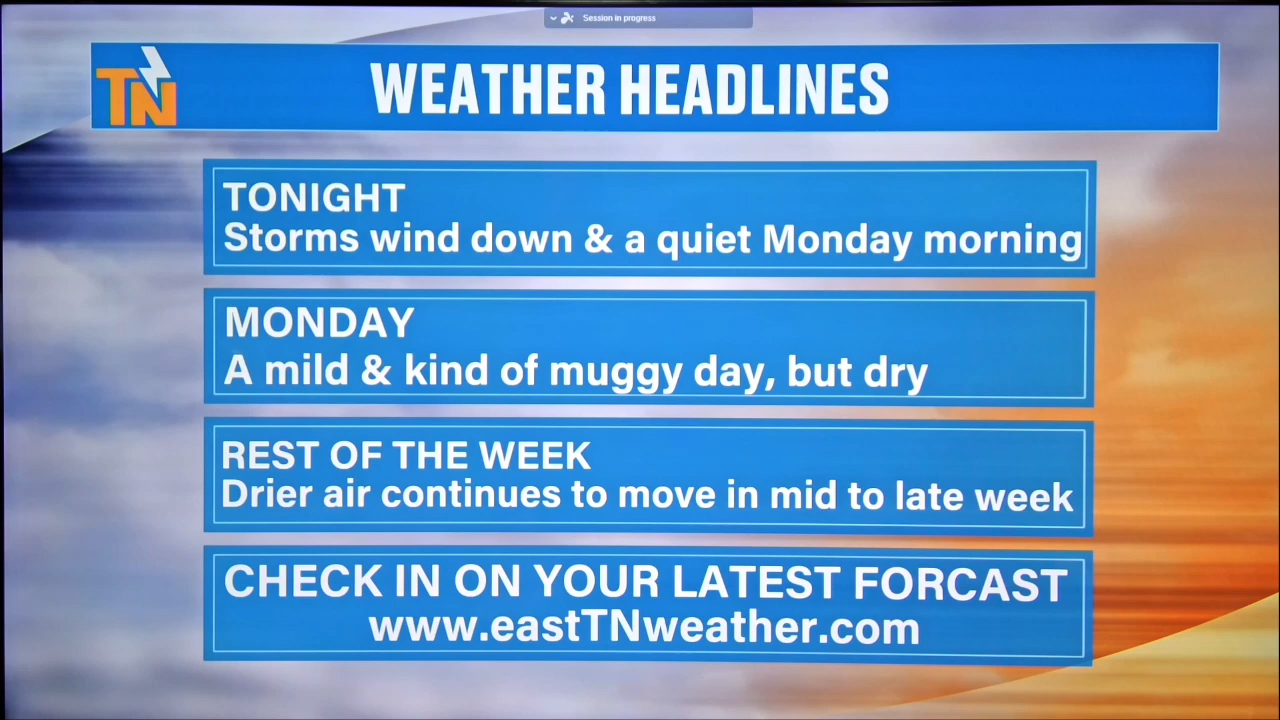 Session in progress
TN
WEATHER HEADLINES
TONIGHT
Storms wind down & a quiet Monday morning
MONDAY
A mild & kind of muggy day, but dry
REST OF THE WEEK
Drier air continues to move in mid to late week
CHECK IN ON YOUR LATEST FORCAST
www.eastTNweather.com